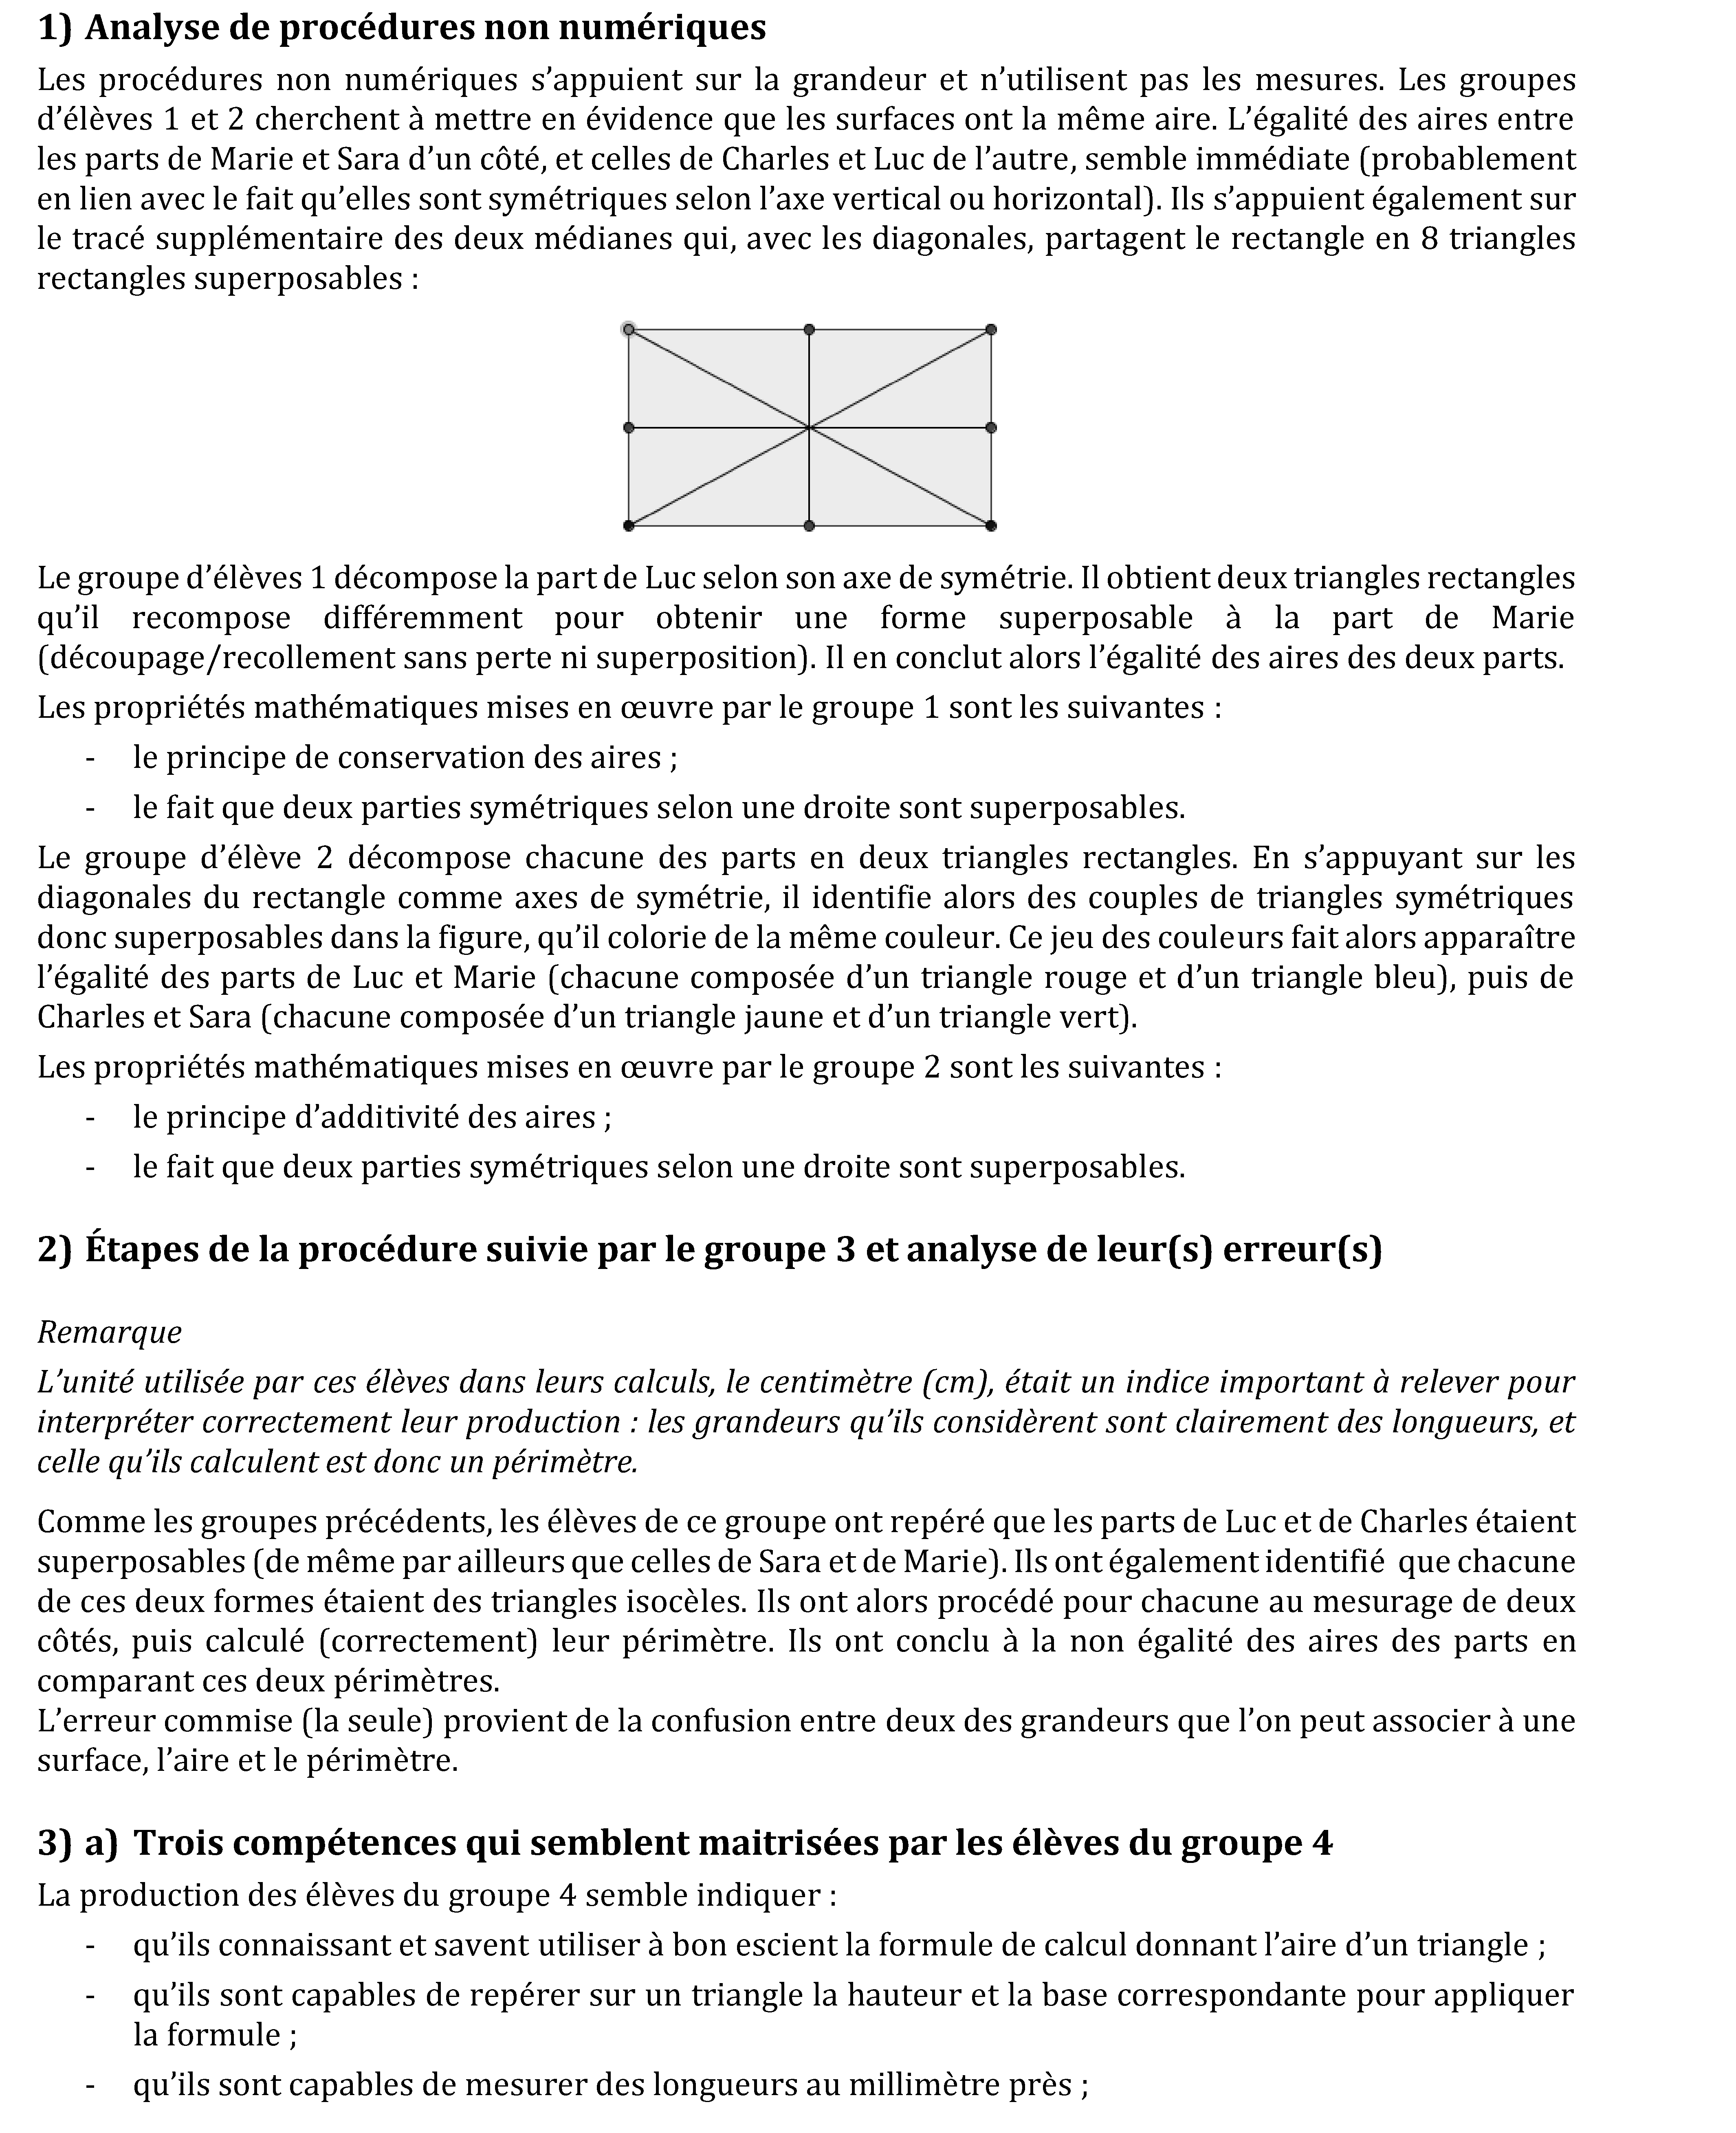 1) Analyse de procédures non numériques
Les procédures non numériques s’appuient sur la grandeur et n’utilisent pas les mesures. Les groupes
d’élèves 1 et 2 cherchent à mettre en évidence que les surfaces ont la même aire. L’égalité des aires entre
les parts de Marie et Sara d’un côté, et celles de Charles et Luc de l’autre, semble immédiate (probablement
en lien avec le fait qu’elles sont symétriques selon l’axe vertical ou horizontal). Ils s’appuient également sur
le tracé supplémentaire des deux médianes qui, avec les diagonales, partagent le rectangle en 8 triangles
rectangles superposables :
Le groupe d’élèves 1 décompose la part de Luc selon son axe de symétrie. Il obtient deux triangles rectangles
qu’il recompose différemment pour obtenir une forme superposable à la part de Marie
(découpage/recollement sans perte ni superposition). Il en conclut alors l’égalité des aires des deux parts.
Les propriétés mathématiques mises en œuvre par le groupe 1 sont les suivantes :
- le principe de conservation des aires ;
- le fait que deux parties symétriques selon une droite sont superposables.
Le groupe d’élève 2 décompose chacune des parts en deux triangles rectangles. En s’appuyant sur les
diagonales du rectangle comme axes de symétrie, il identifie alors des couples de triangles symétriques
donc superposables dans la figure, qu’il colorie de la même couleur. Ce jeu des couleurs fait alors apparaître
l’égalité des parts de Luc et Marie (chacune composée d’un triangle rouge et d’un triangle bleu), puis de
Charles et Sara (chacune composée d’un triangle jaune et d’un triangle vert).
Les propriétés mathématiques mises en œuvre par le groupe 2 sont les suivantes :
- le principe d’additivité des aires ;
- le fait que deux parties symétriques selon une droite sont superposables.
2) Étapes de la procédure suivie par le groupe 3 et analyse de leur(s) erreur(s)
Remarque
L’unité utilisée par ces élèves dans leurs calculs, le centimètre (cm), était un indice important à relever pour
interpréter correctement leur production : les grandeurs qu’ils considèrent sont clairement des longueurs, et
celle qu’ils calculent est donc un périmètre.
Comme les groupes précédents, les élèves de ce groupe ont repéré que les parts de Luc et de Charles étaient
superposables (de même par ailleurs que celles de Sara et de Marie). Ils ont également identifié que chacune
de ces deux formes étaient des triangles isocèles. Ils ont alors procédé pour chacune au mesurage de deux
côtés, puis calculé (correctement) leur périmètre. Ils ont conclu à la non égalité des aires des parts en
comparant ces deux périmètres.
L’erreur commise (la seule) provient de la confusion entre deux des grandeurs que l’on peut associer à une
surface, l’aire et le périmètre.
3) a) Trois compétences qui semblent maitrisées par les élèves du groupe 4
La production des élèves du groupe 4 semble indiquer :
- qu’ils connaissant et savent utiliser à bon escient la formule de calcul donnant l’aire d’un triangle ;
- qu’ils sont capables de repérer sur un triangle la hauteur et la base correspondante pour appliquer
la formule ;
- qu’ils sont capables de mesurer des longueurs au millimètre près ;